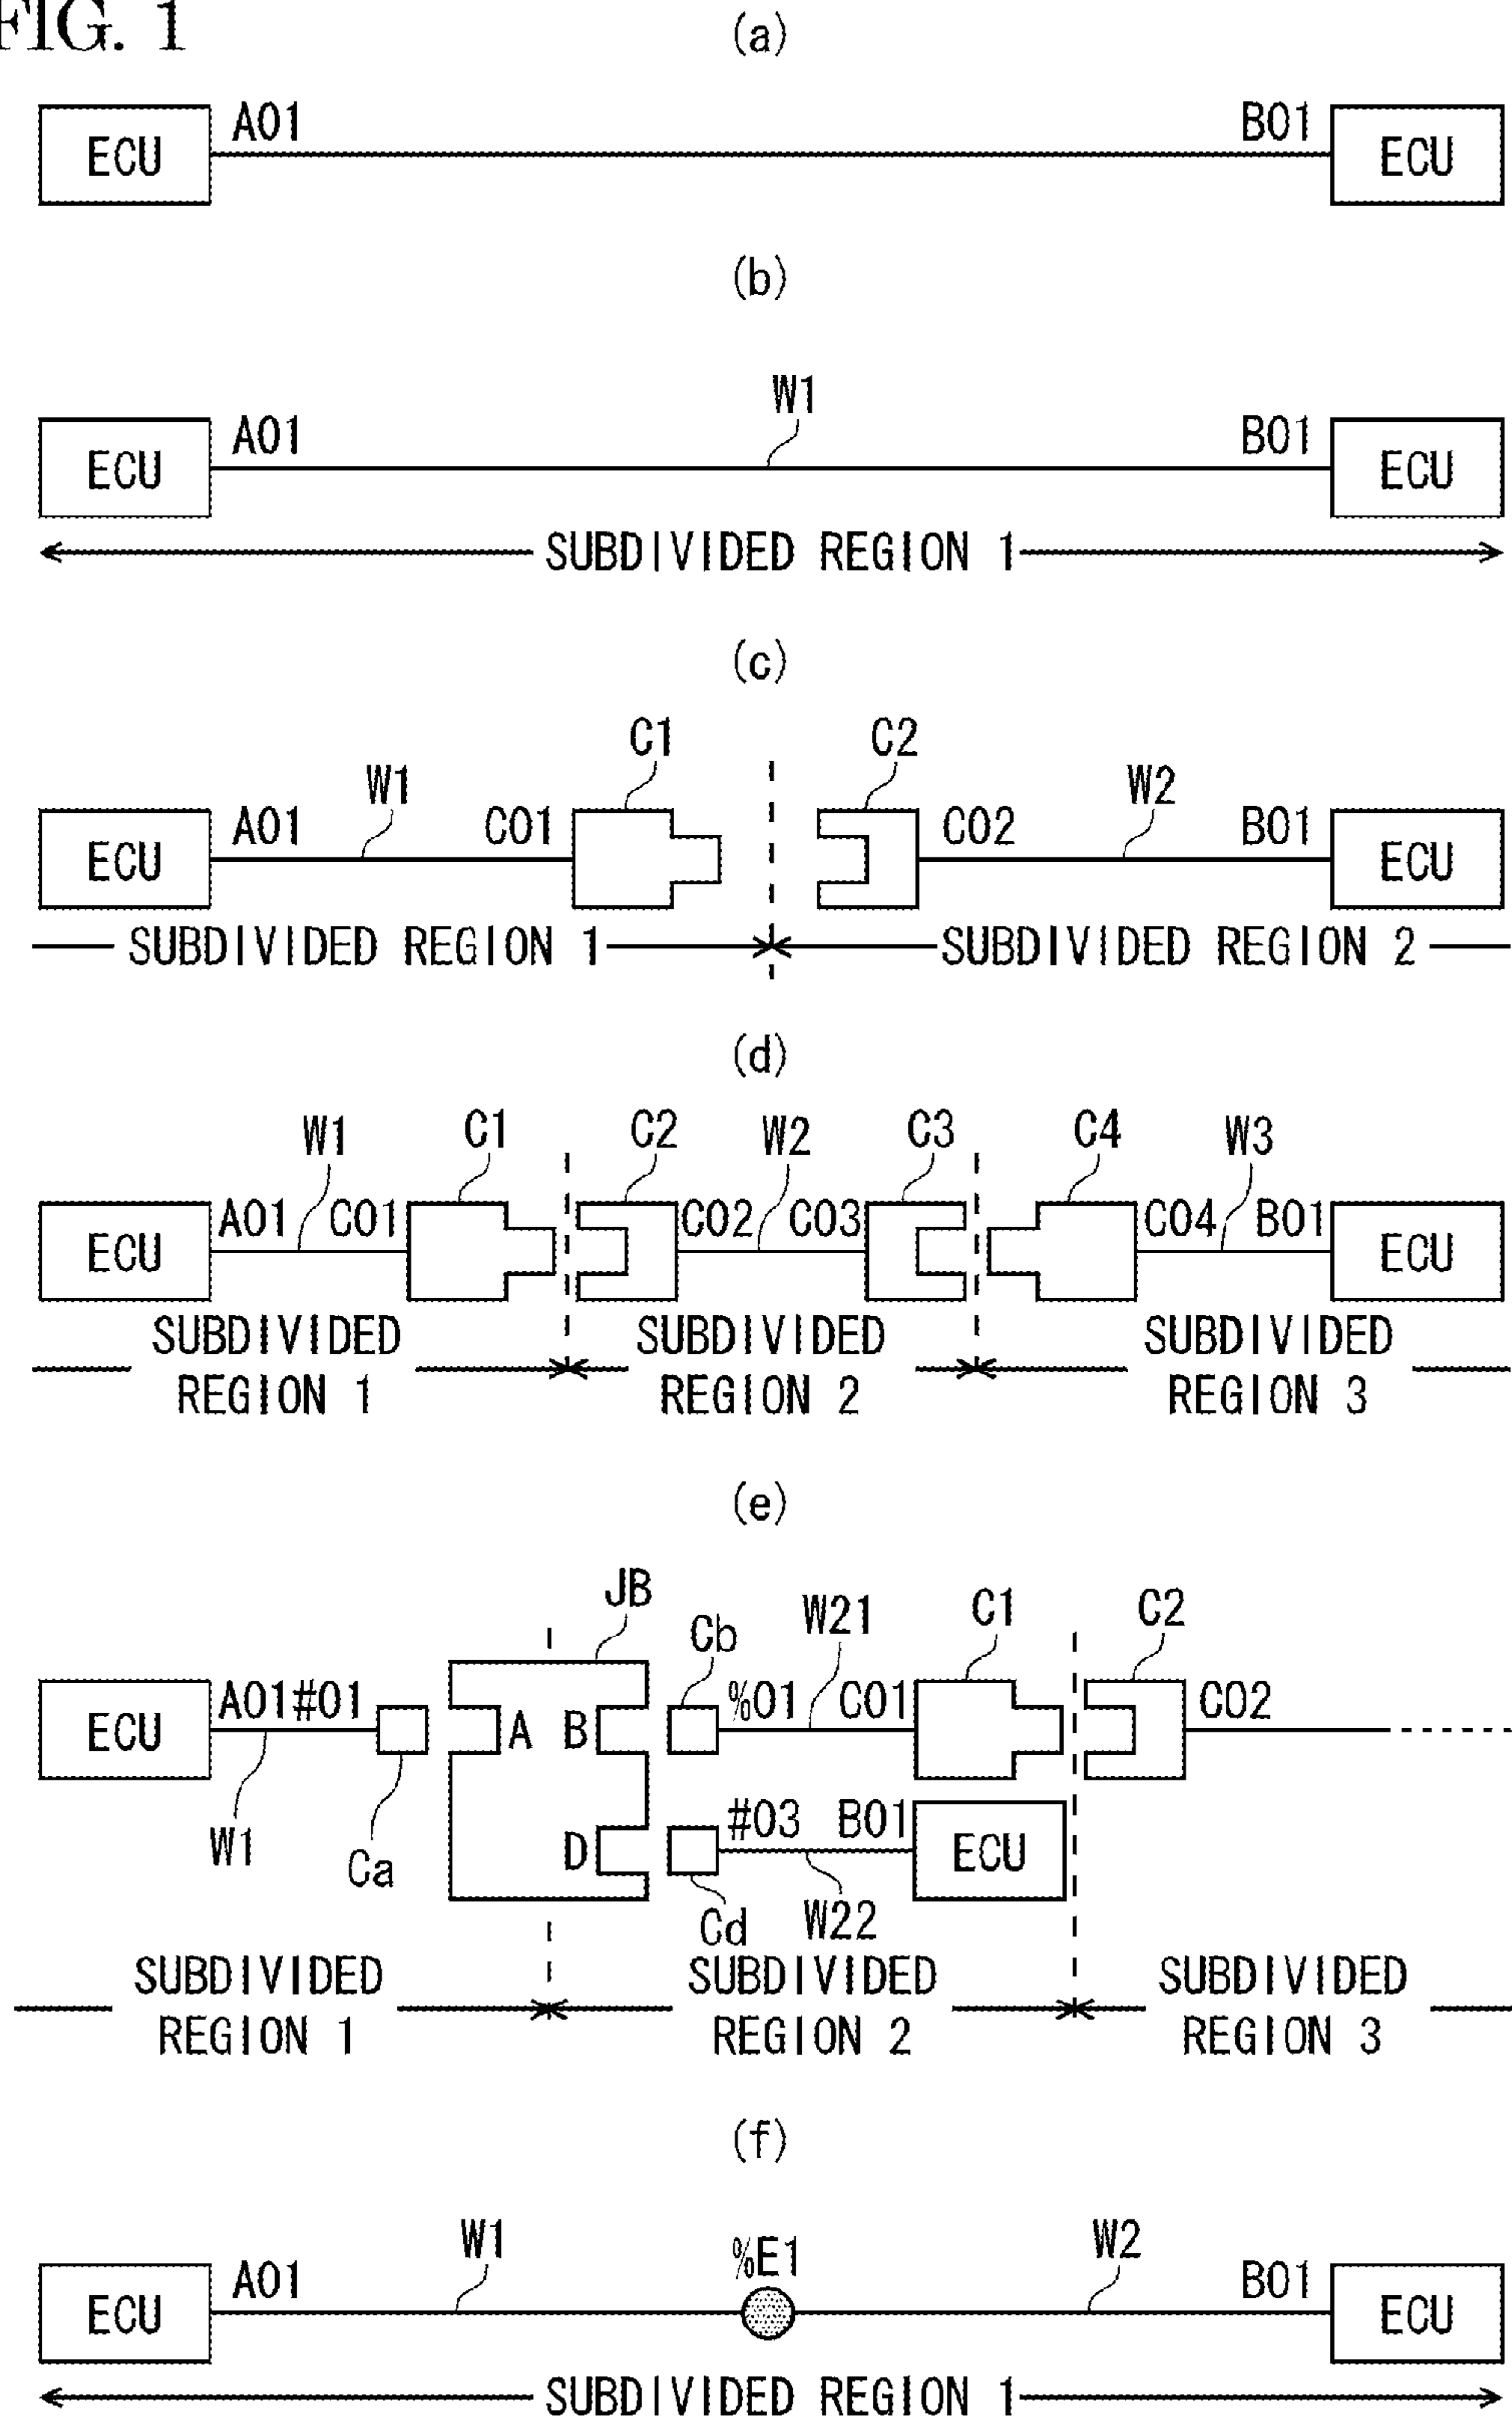 FIG. 1
(a)
A01 B01
ECU ECU
(b)
W1
A01 B01
ECU ECU
SUBDIVIDED REGION 1
(c)
C1 C2
W1 W2
A01 C01 C02 B01
ECU ECU
SUBDIVIDED REGION 1 SUBDIVIDED REGION 2
(d)
W1 C1 C2 W2 C3 C4 W3
A01 C01 C02 C03 C04 B01
ECU ECU
SUBDIVIDED SUBDIVIDED SUBDIVIDED
REGION 1 REGION 2 REGION 3
(e)
JB Cb W21 C1 C2
A01 #01 %01 C01 C02
ECU A B
#03 B01
W1 Ca D ECU
Cd W22
SUBDIVIDED SUBDIVIDED SUBDIVIDED
REGION 1 REGION 2 REGION 3
(f)
W1 %E1 W2
A01 B01
ECU ECU
SUBDIVIDED REGION 1